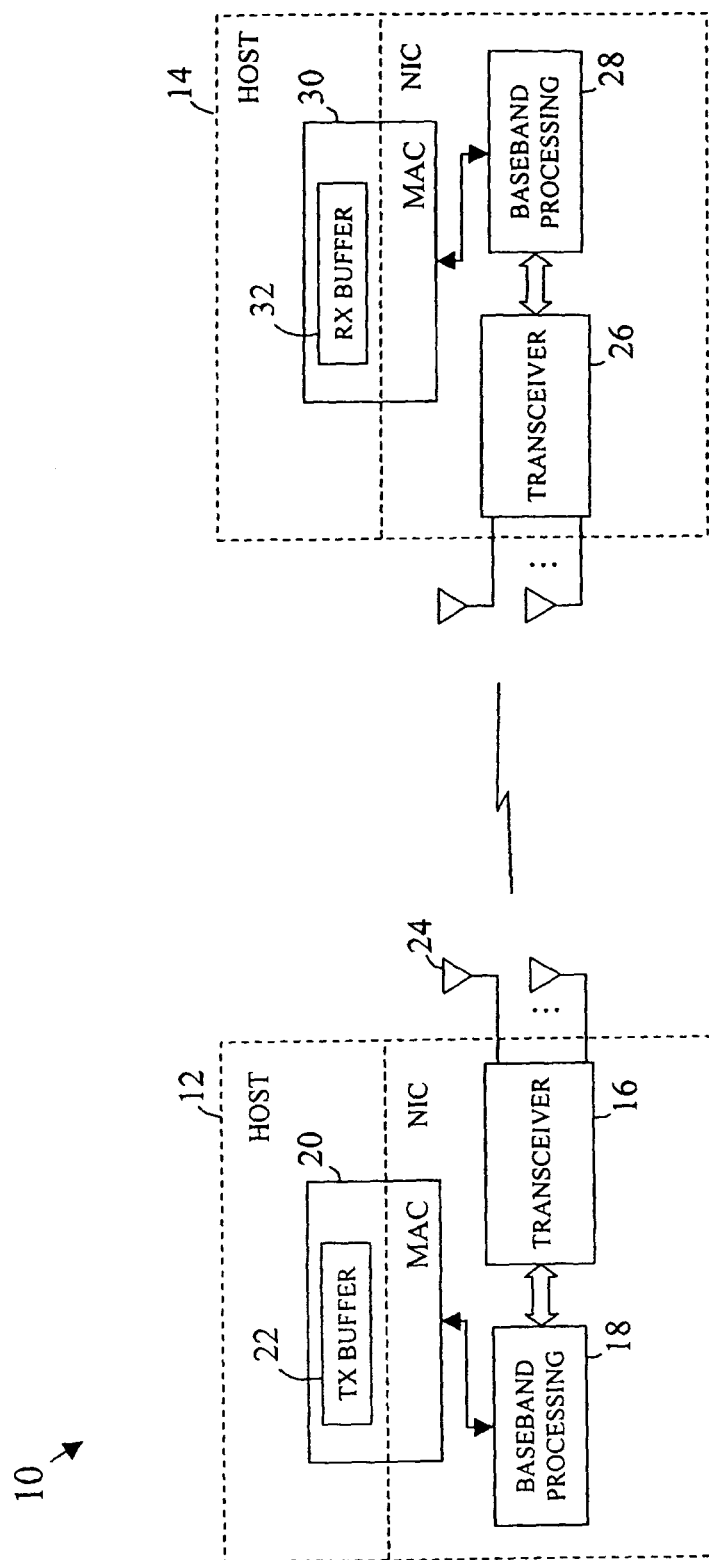 10
12
HOST
20
22
TX BUFFER
MAC
NIC
BASEBAND
PROCESSING
18
TRANSCEIVER
16
24
...
14
HOST
30
32
RX BUFFER
MAC
NIC
...
TRANSCEIVER
26
BASEBAND
PROCESSING
28